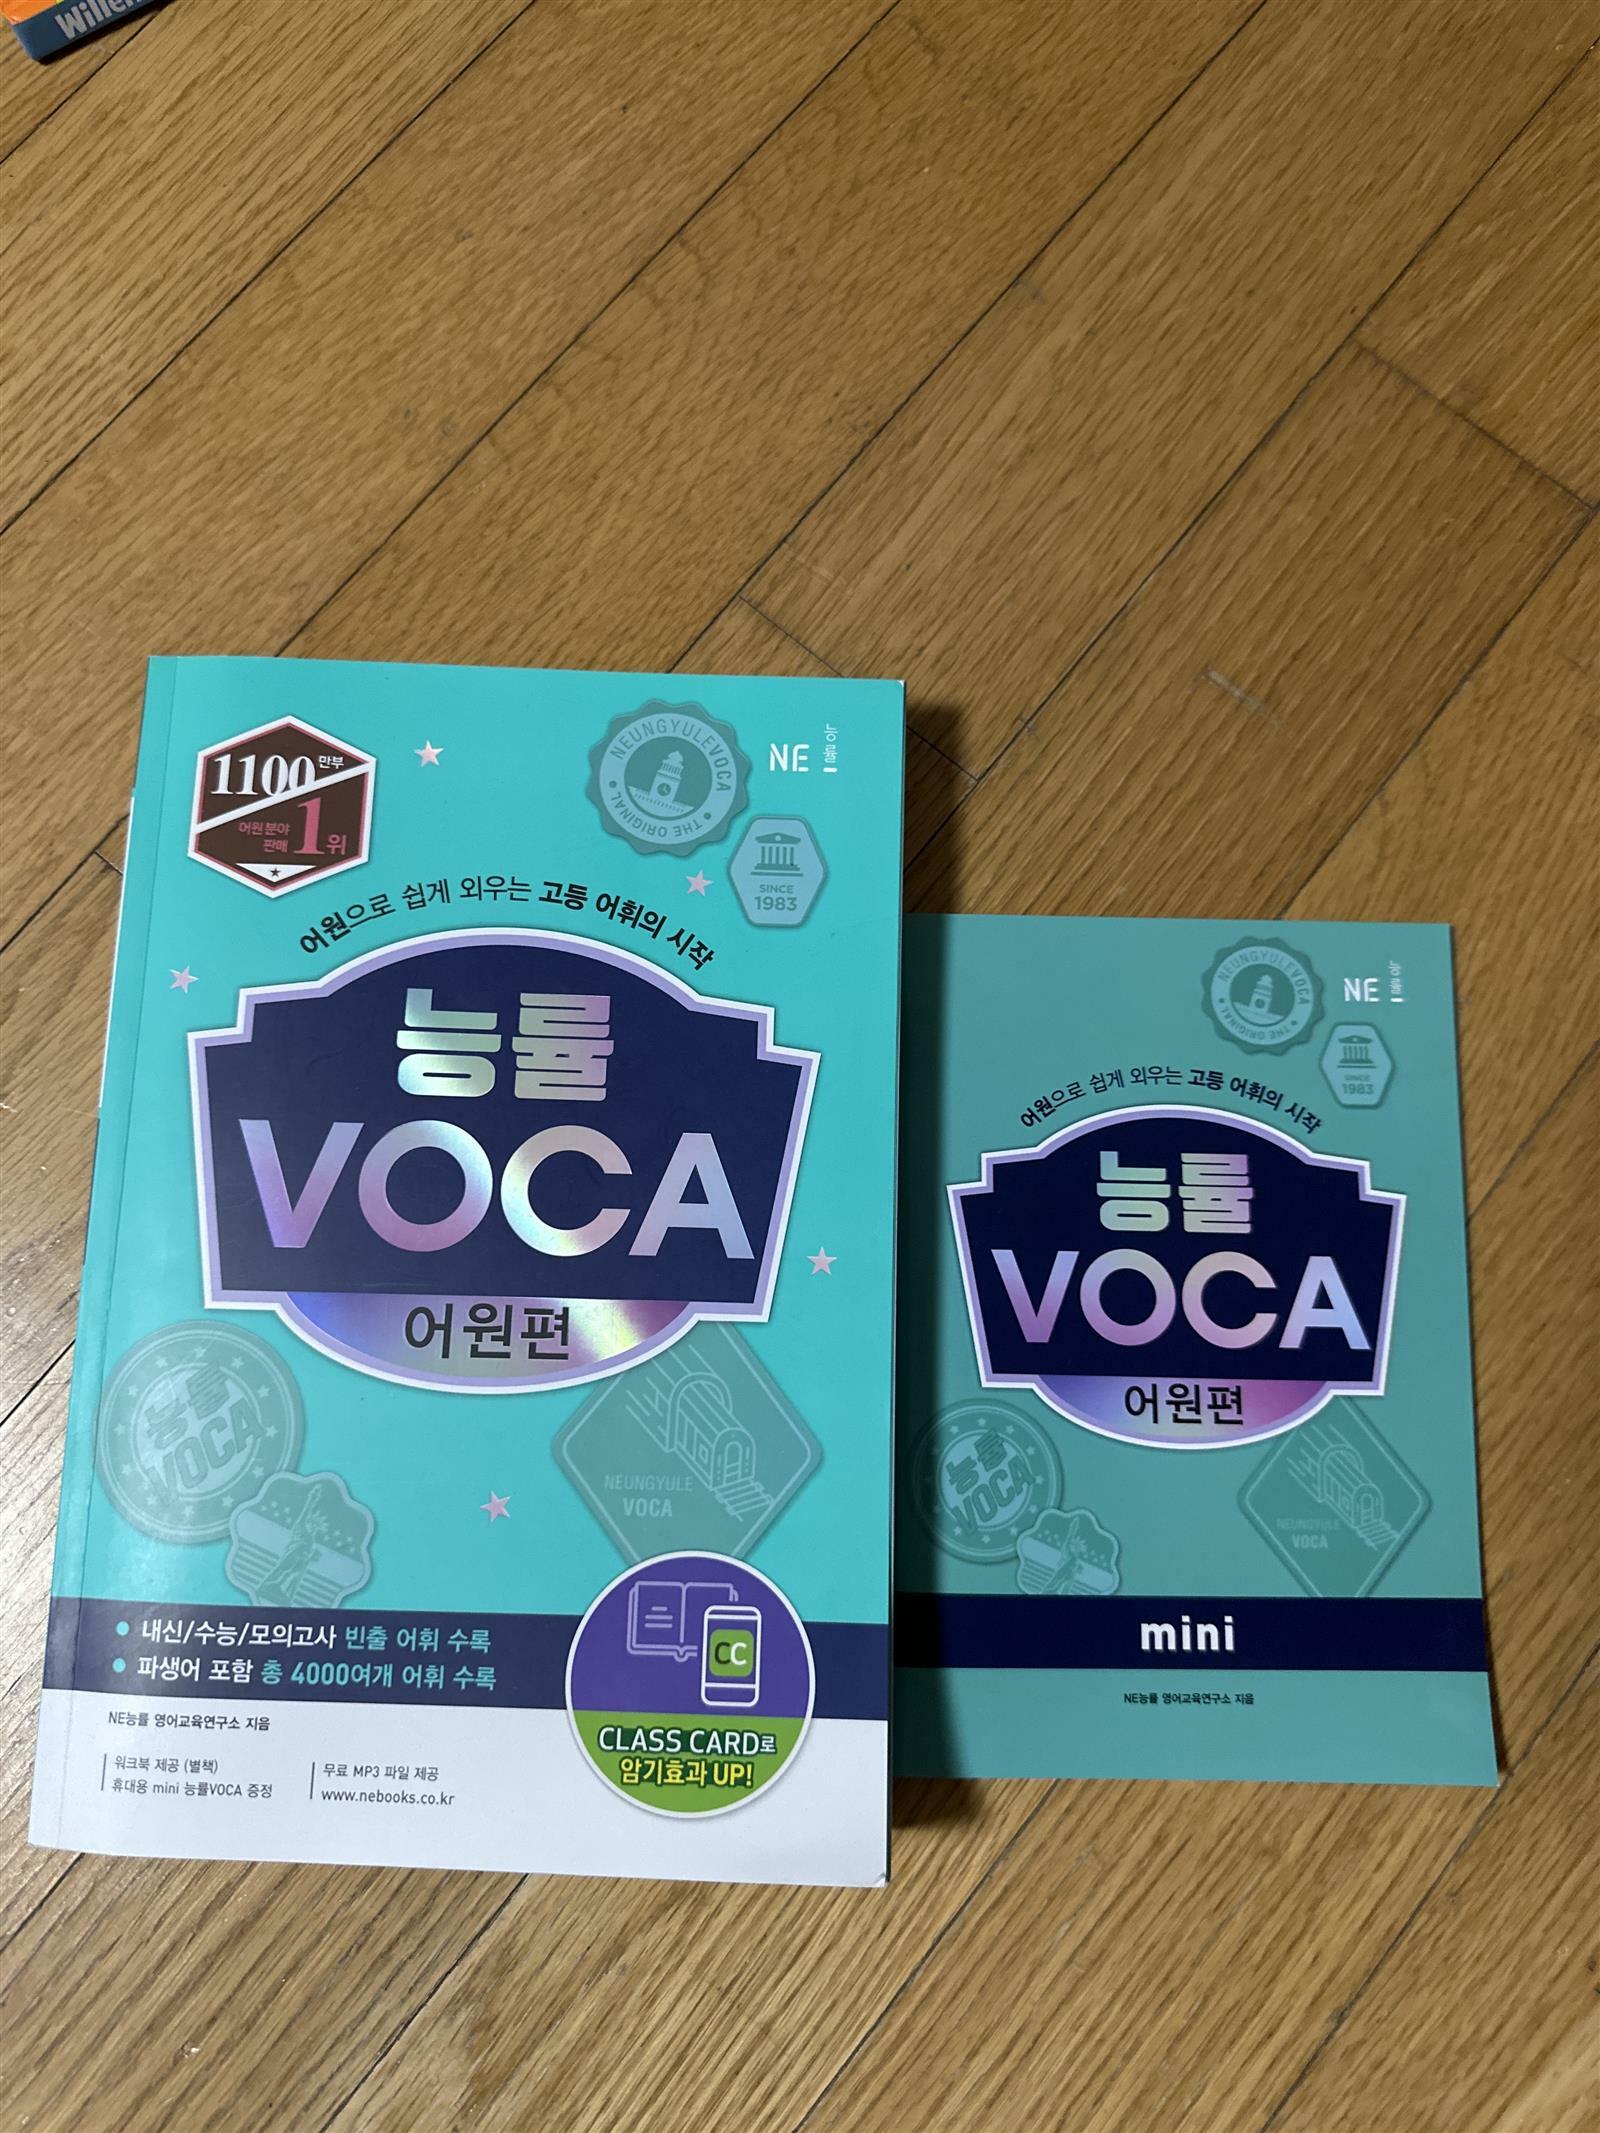 Willem
1100만부
어원 분야
판매 1위
NEUNGYULEVOCA
THE ORIGINAL
NE 능률
SINCE
1983
어원으로 쉽게 외우는 고등 어휘의 시작
능률
VOCA
어원편
능률
VOCA
NEUNGYULE
VOCA
내신/수능/모의고사 빈출 어휘 수록
파생어 포함 총 4000여개 어휘 수록
CC
CLASS CARD로
암기효과 UP!
NE능률 영어교육연구소 지음
워크북 제공 (별책)
휴대용 mini 능률VOCA 증정
무료 MP3 파일 제공
www.nebooks.co.kr
NEUNGYULEVOCA
THE ORIGINAL
NE 능률
SINCE
1983
어원으로 쉽게 외우는 고등 어휘의 시작
능률
VOCA
어원편
능률
VOCA
NEUNGYULE
VOCA
mini
NE능률 영어교육연구소 지음